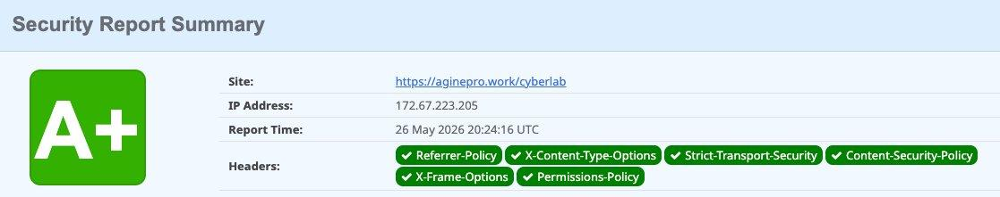 Security Report Summary
A+
Site: https://aginepro.work/cyberlab
IP Address: 172.67.223.205
Report Time: 26 May 2026 20:24:16 UTC
Headers: ✓ Referrer-Policy ✓ X-Content-Type-Options ✓ Strict-Transport-Security ✓ Content-Security-Policy
✓ X-Frame-Options ✓ Permissions-Policy